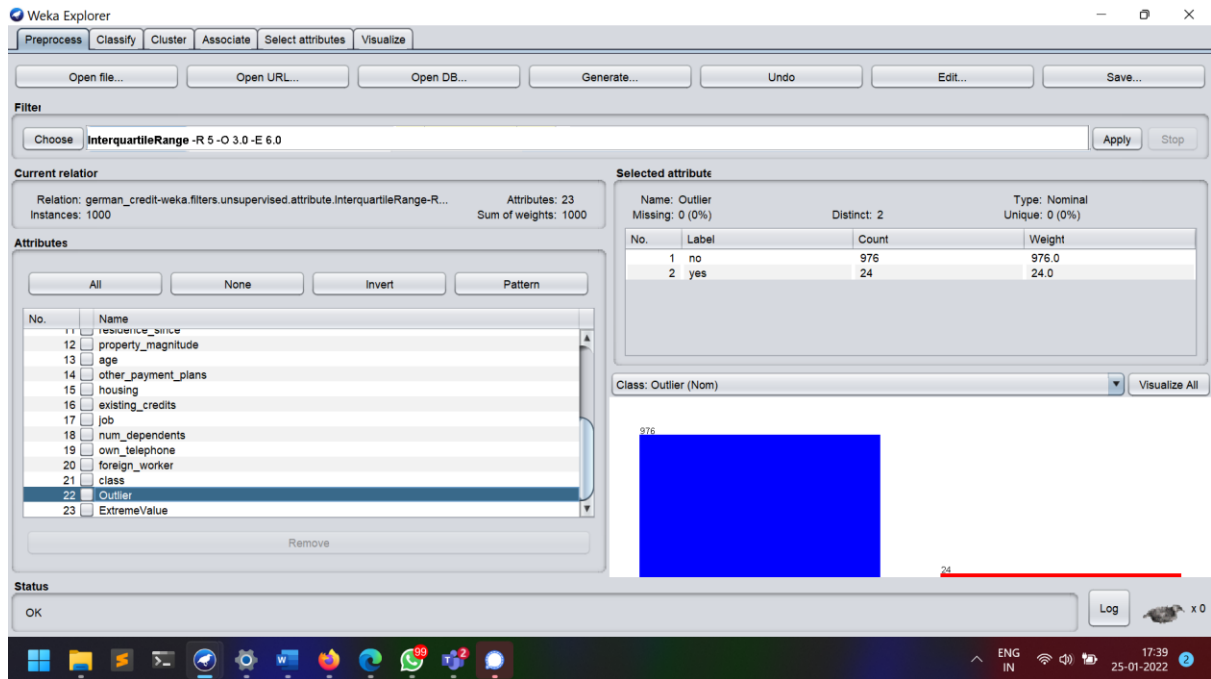 Weka Explorer
Preprocess Classify Cluster Associate Select attributes Visualize
Open file... Open URL... Open DB... Generate... Undo Edit... Save...
Filter
Choose InterquartileRange -R 5 -O 3.0 -E 6.0 Apply Stop
Current relation
Relation: german_credit-weka.filters.unsupervised.attribute.InterquartileRange-R... Attributes: 23
Instances: 1000 Sum of weights: 1000
Attributes
All None Invert Pattern
No. Name
11 residence_since
12 property_magnitude
13 age
14 other_payment_plans
15 housing
16 existing_credits
17 job
18 num_dependents
19 own_telephone
20 foreign_worker
21 class
22 Outlier
23 ExtremeValue
Remove
Selected attribute
Name: Outlier Type: Nominal
Missing: 0 (0%) Distinct: 2 Unique: 0 (0%)
No. Label Count Weight
1 no 976 976.0
2 yes 24 24.0
Class: Outlier (Nom) Visualize All
976
24
Status
OK
Log x 0
99
2
ENG
IN
17:39
25-01-2022
2